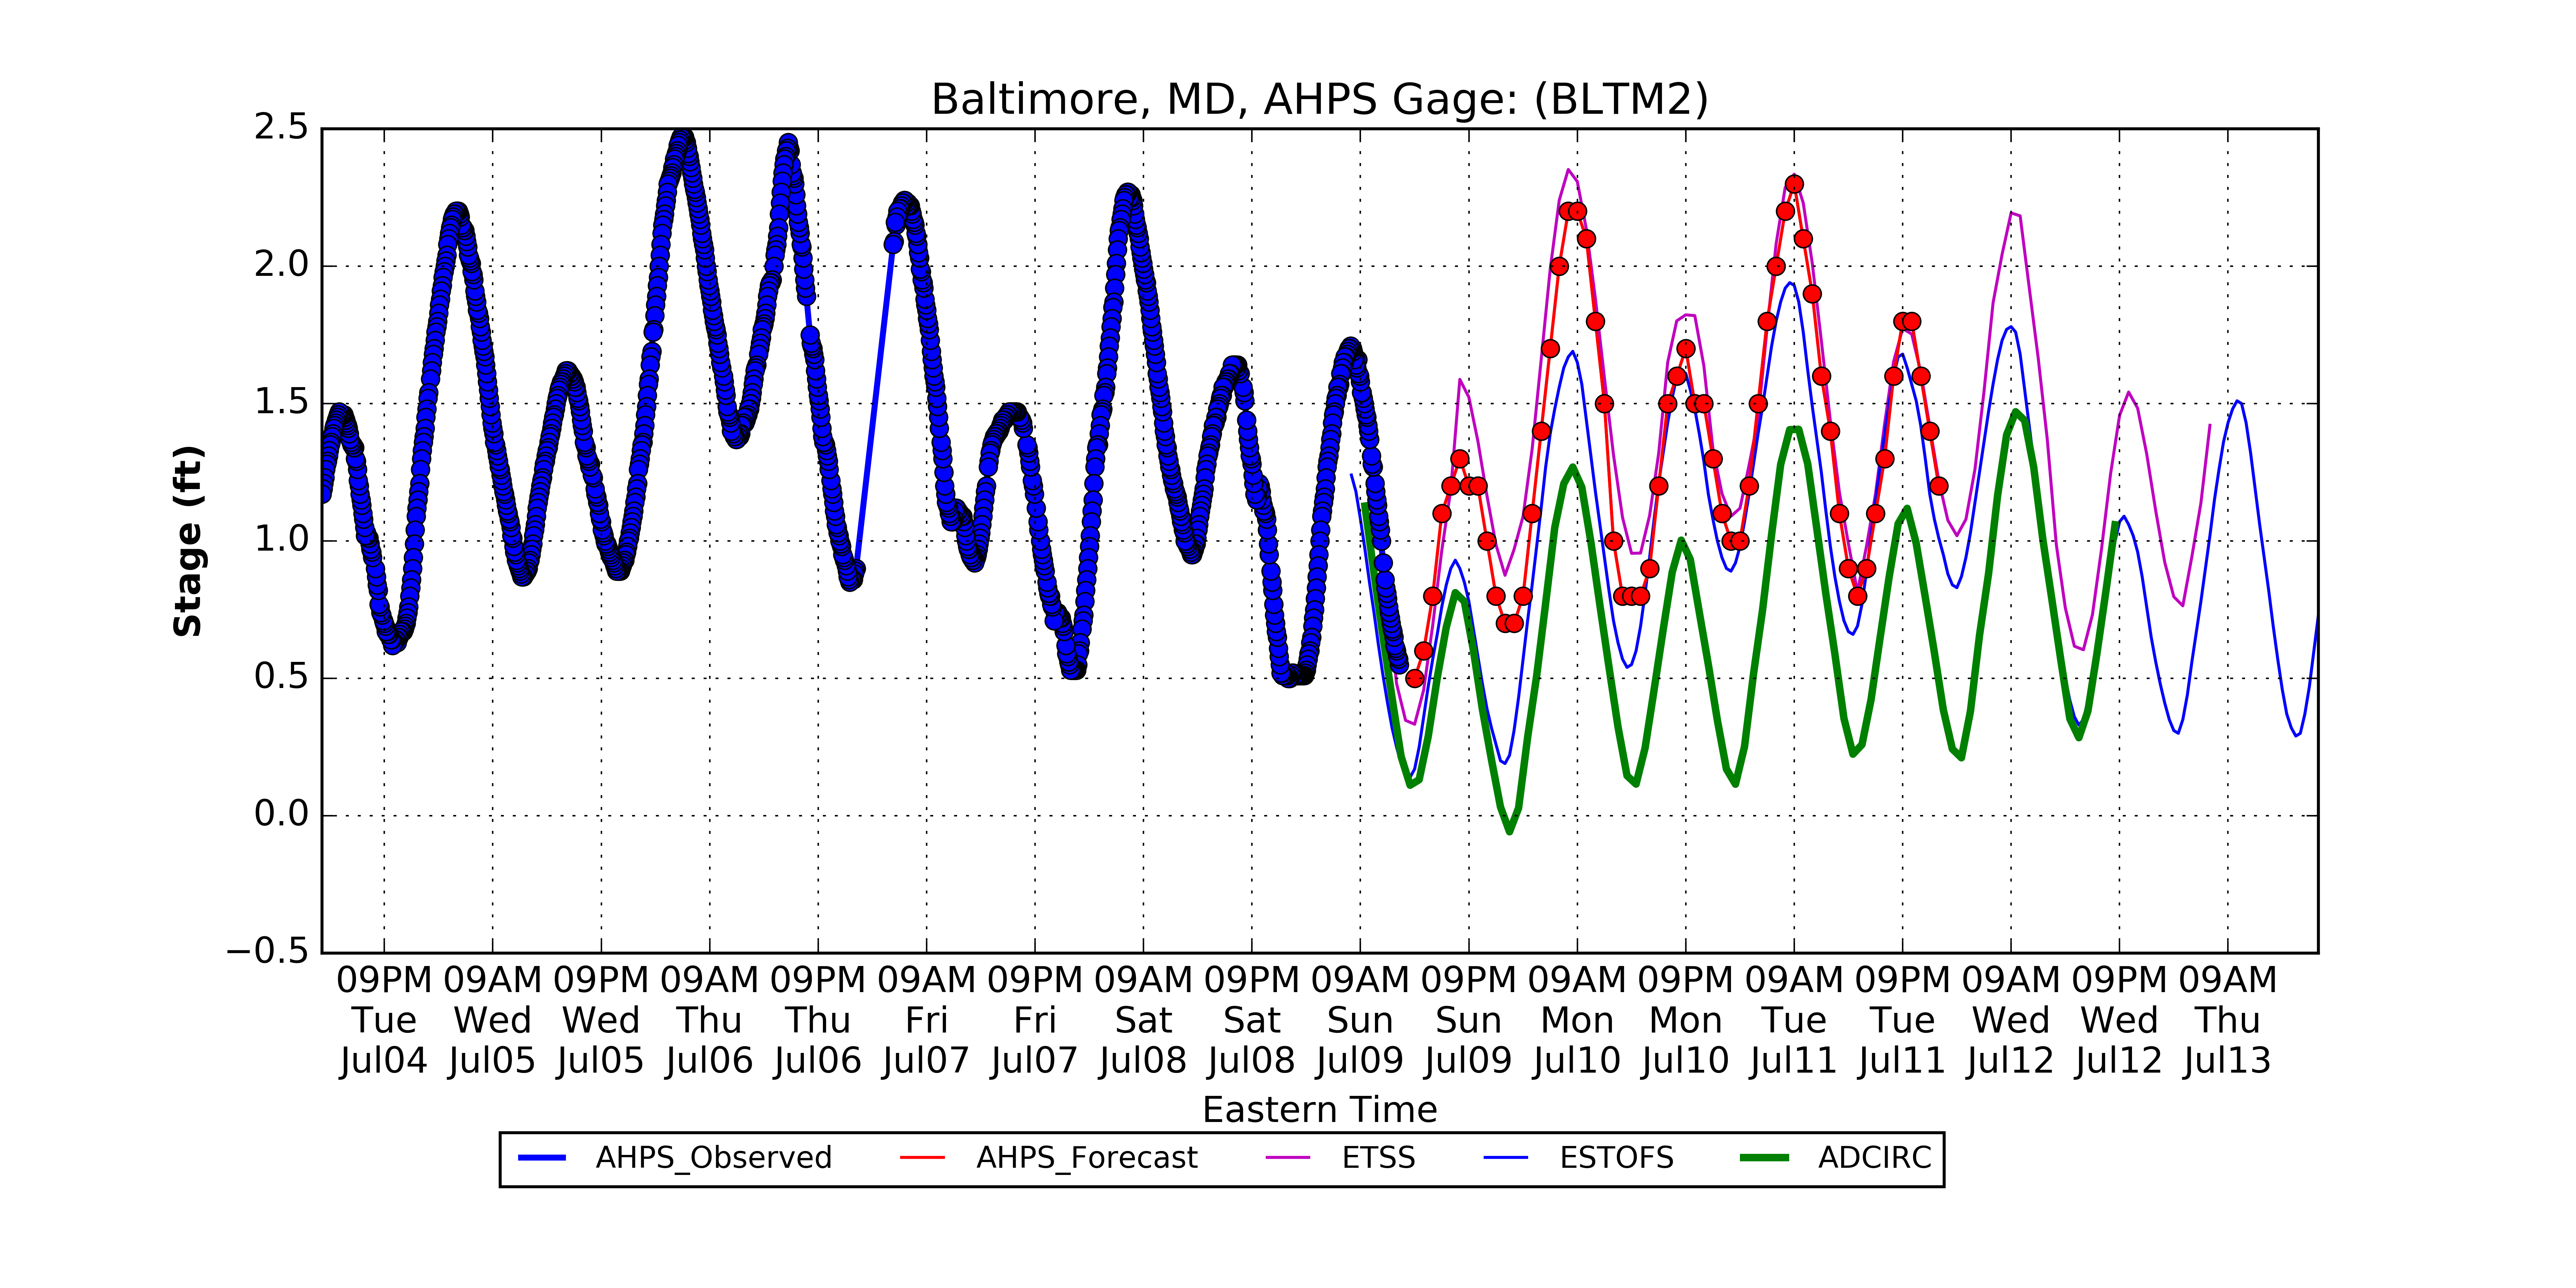 Baltimore, MD, AHPS Gage: (BLTM2)
2.5
2.0
1.5
1.0
0.5
0.0
−0.5
Stage (ft)
09PM 09AM 09PM 09AM 09PM 09AM 09PM 09AM 09PM 09AM 09PM 09AM 09PM 09AM 09PM 09AM 09PM 09AM
Tue Wed Wed Thu Thu Fri Fri Sat Sat Sun Sun Mon Mon Tue Tue Wed Wed Thu
Jul04 Jul05 Jul05 Jul06 Jul06 Jul07 Jul07 Jul08 Jul08 Jul09 Jul09 Jul10 Jul10 Jul11 Jul11 Jul12 Jul12 Jul13
Eastern Time
AHPS_Observed AHPS_Forecast ETSS ESTOFS ADCIRC